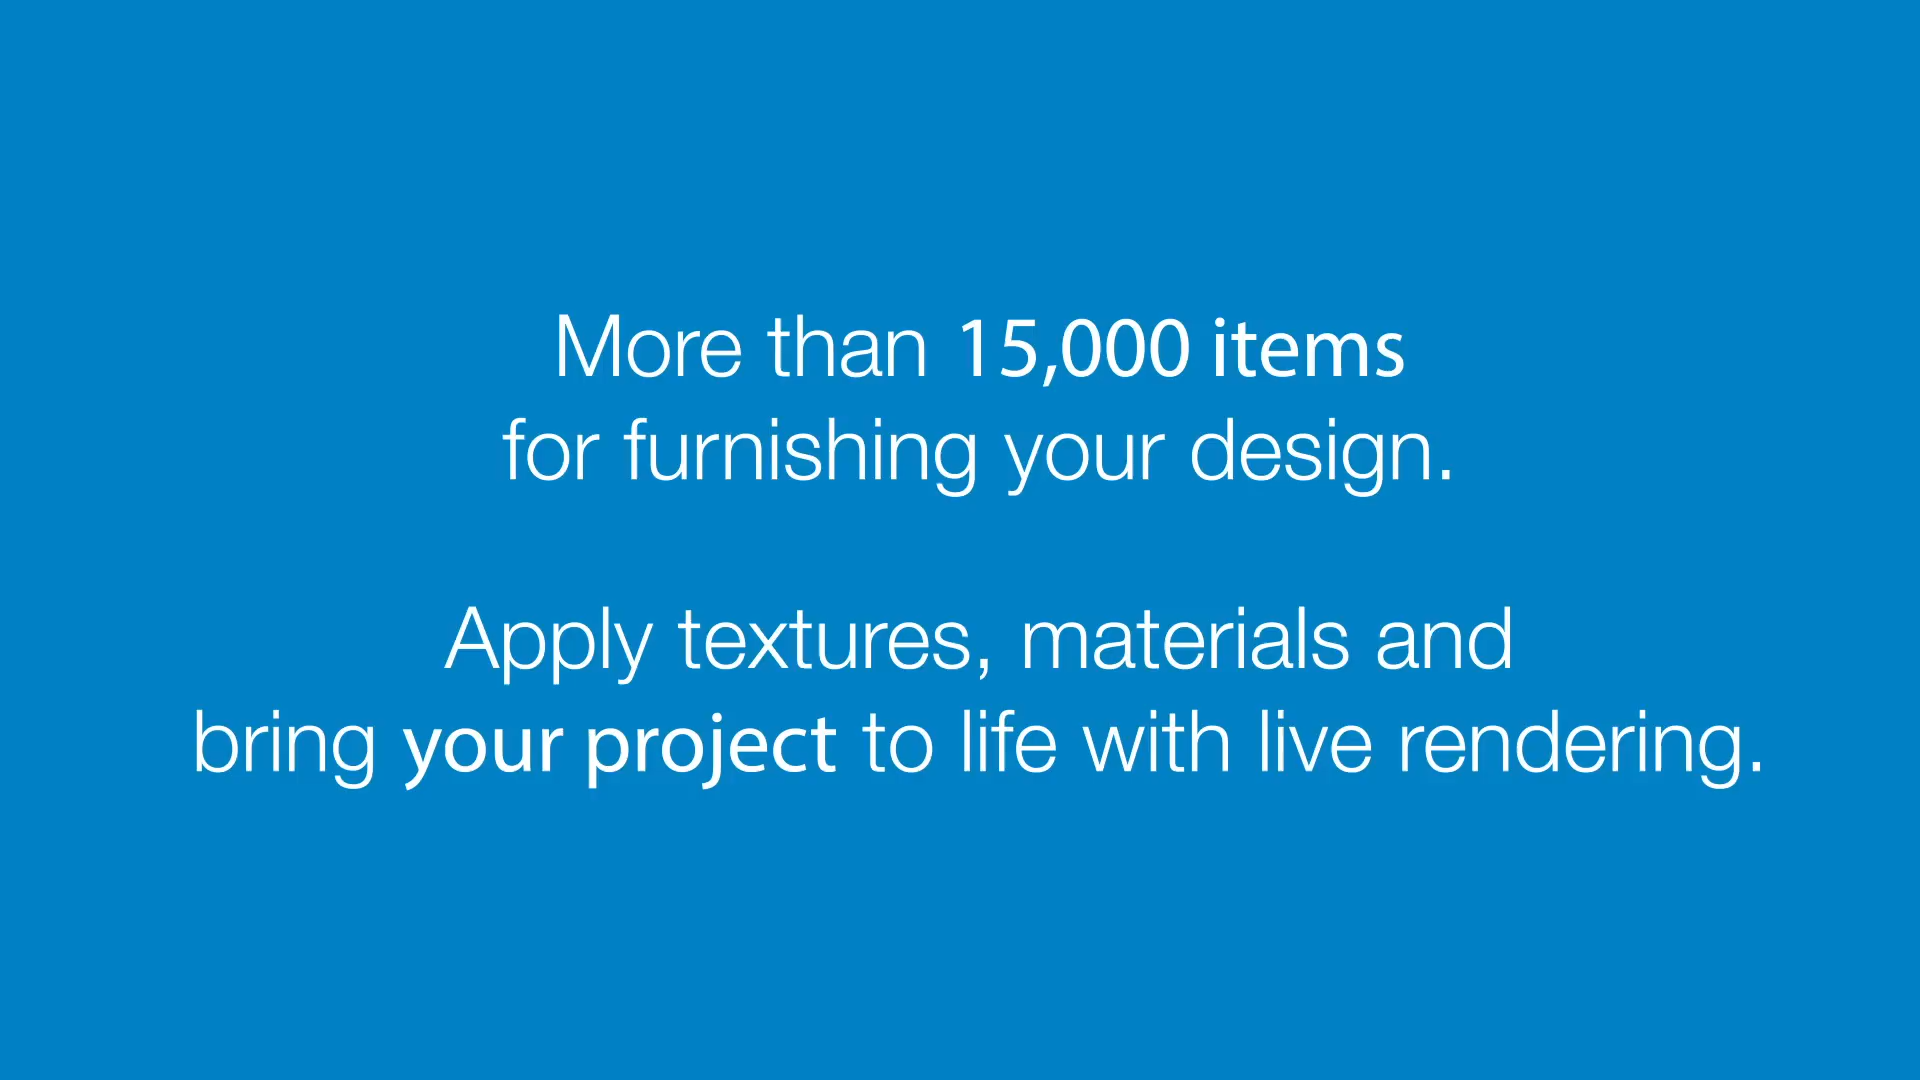 More than 15,000 items
for furnishing your design.
Apply textures, materials and
bring your project to life with live rendering.